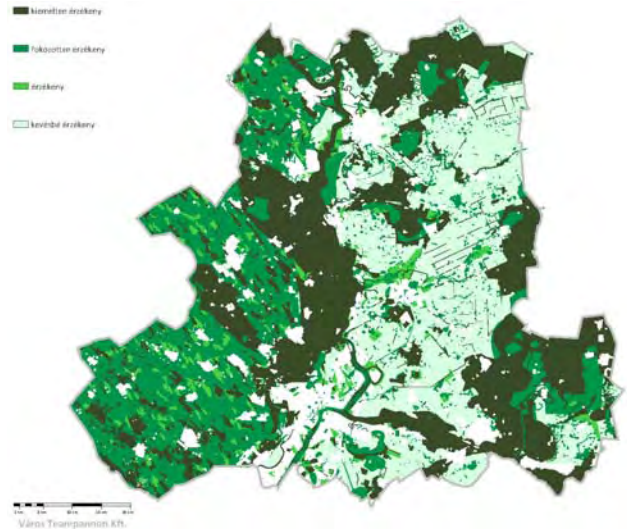 kiemelten érzékeny
fokozottan érzékeny
érzékeny
kevésbé érzékeny
Város Teampannon Kft.